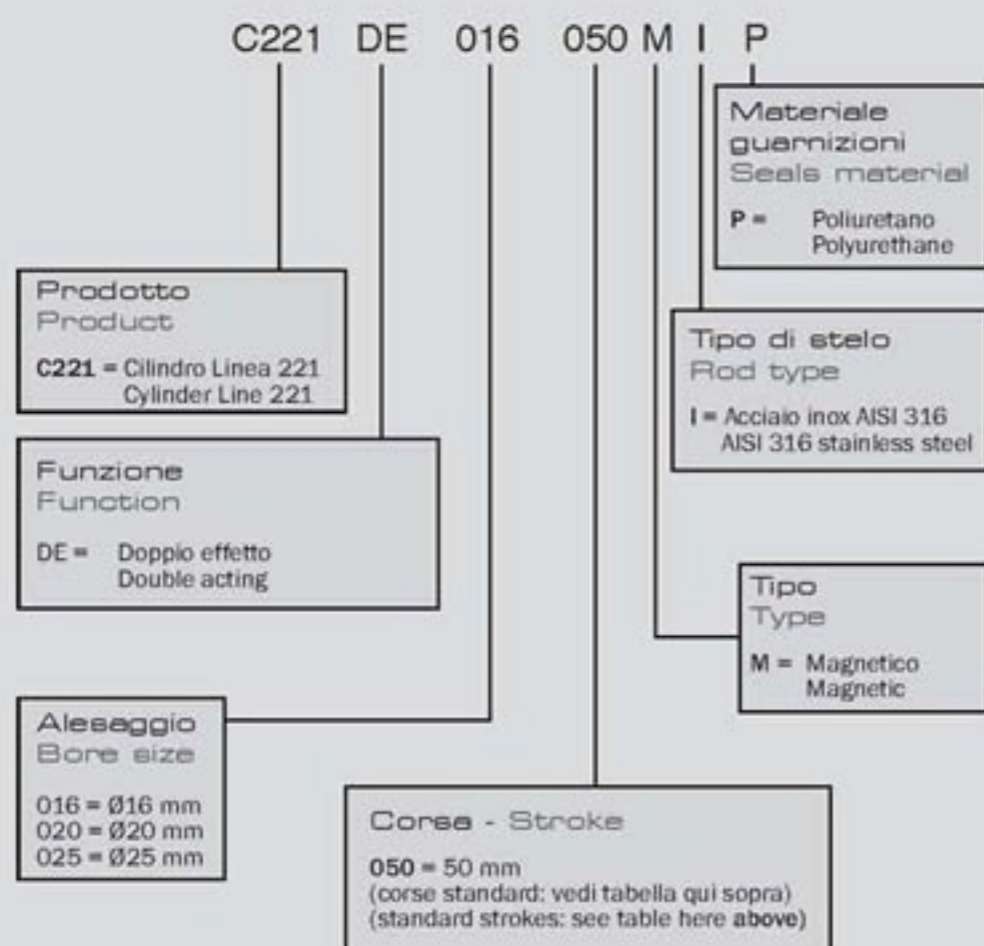 C221 DE 016 050 M I P
Materiale
guarnizioni
Seals material
P = Poliuretano
Polyurethane
Prodotto
Product
C221 = Cilindro Linea 221
Cylinder Line 221
Tipo di stelo
Rod type
I = Acciaio inox AISI 316
AISI 316 stainless steel
Funzione
Function
DE = Doppio effetto
Double acting
Tipo
Type
M = Magnetico
Magnetic
Alesaggio
Bore size
016 = Ø16 mm
020 = Ø20 mm
025 = Ø25 mm
Corsa - Stroke
050 = 50 mm
(corse standard: vedi tabella qui sopra)
(standard strokes: see table here above)